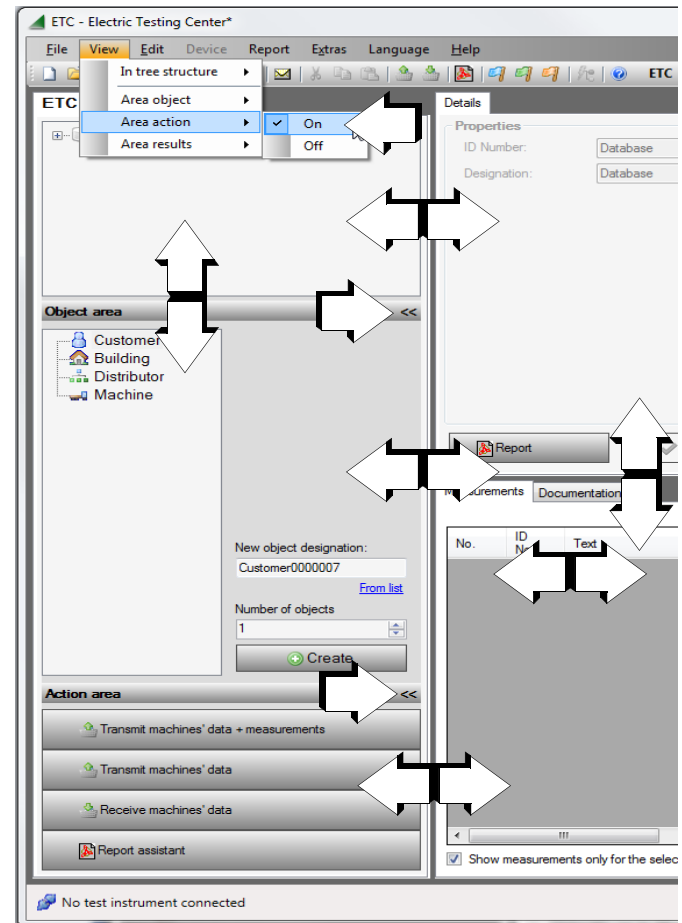 ETC - Electric Testing Center*
File View Edit Device Report Extras Language Help
In tree structure
ETC
ETC
Area object
Details
Area action
On
Properties
Area results
Off
ID Number: Database
Designation: Database
Object area <<
Customer
Building
Distributor
Machine
Report
Measurements Documentation
No. ID Text
New object designation:
Customer0000007
From list
Number of objects
1
Create
Action area <<
Transmit machines' data + measurements
Transmit machines' data
Receive machines' data
Report assistant
Show measurements only for the selec
No test instrument connected